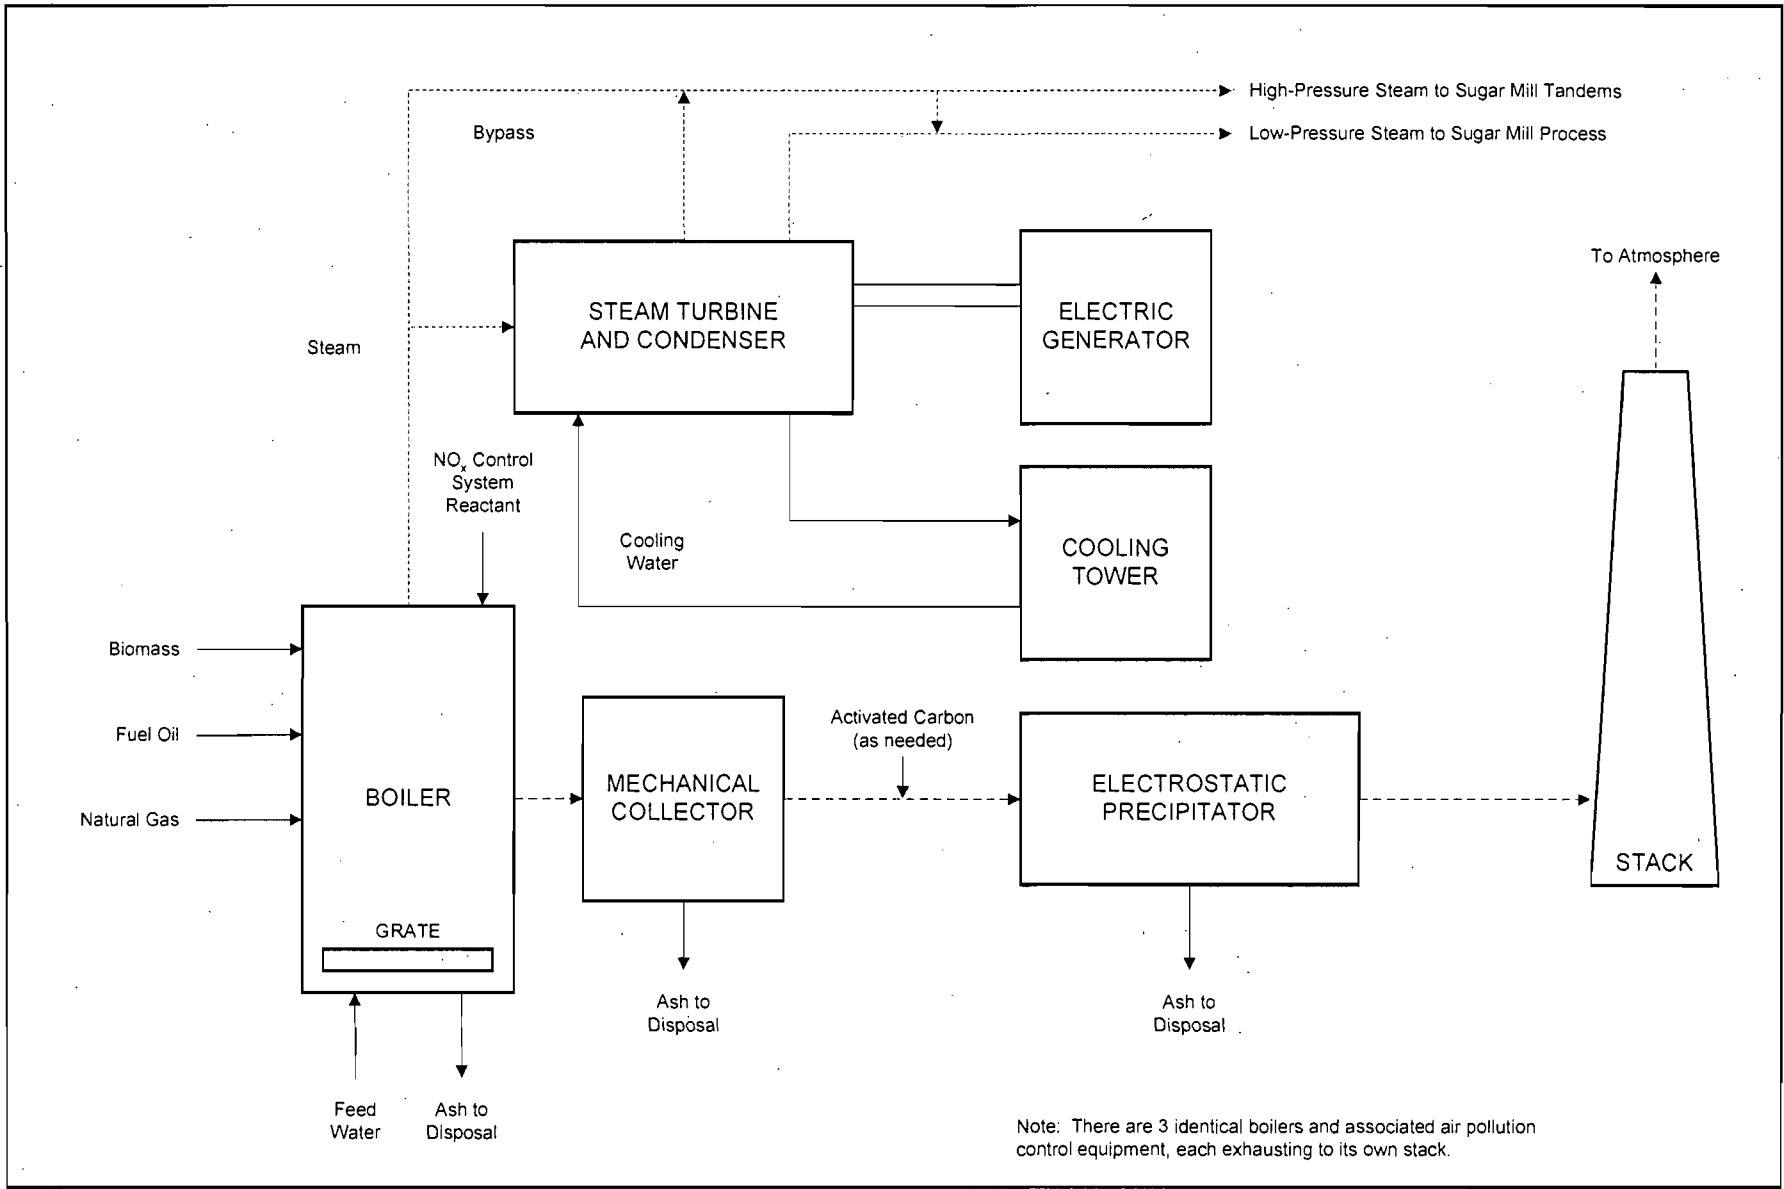 High-Pressure Steam to Sugar Mill Tandems
Bypass
Low-Pressure Steam to Sugar Mill Process
To Atmosphere
STEAM TURBINE
AND CONDENSER
ELECTRIC
GENERATOR
Steam
NOx Control
System
Reactant
Cooling
Water
COOLING
TOWER
Biomass
Fuel Oil
Natural Gas
BOILER
MECHANICAL
COLLECTOR
Activated Carbon
(as needed)
ELECTROSTATIC
PRECIPITATOR
STACK
GRATE
Ash to
Disposal
Ash to
Disposal
Feed
Water
Ash to
Disposal
Note: There are 3 identical boilers and associated air pollution
control equipment, each exhausting to its own stack.